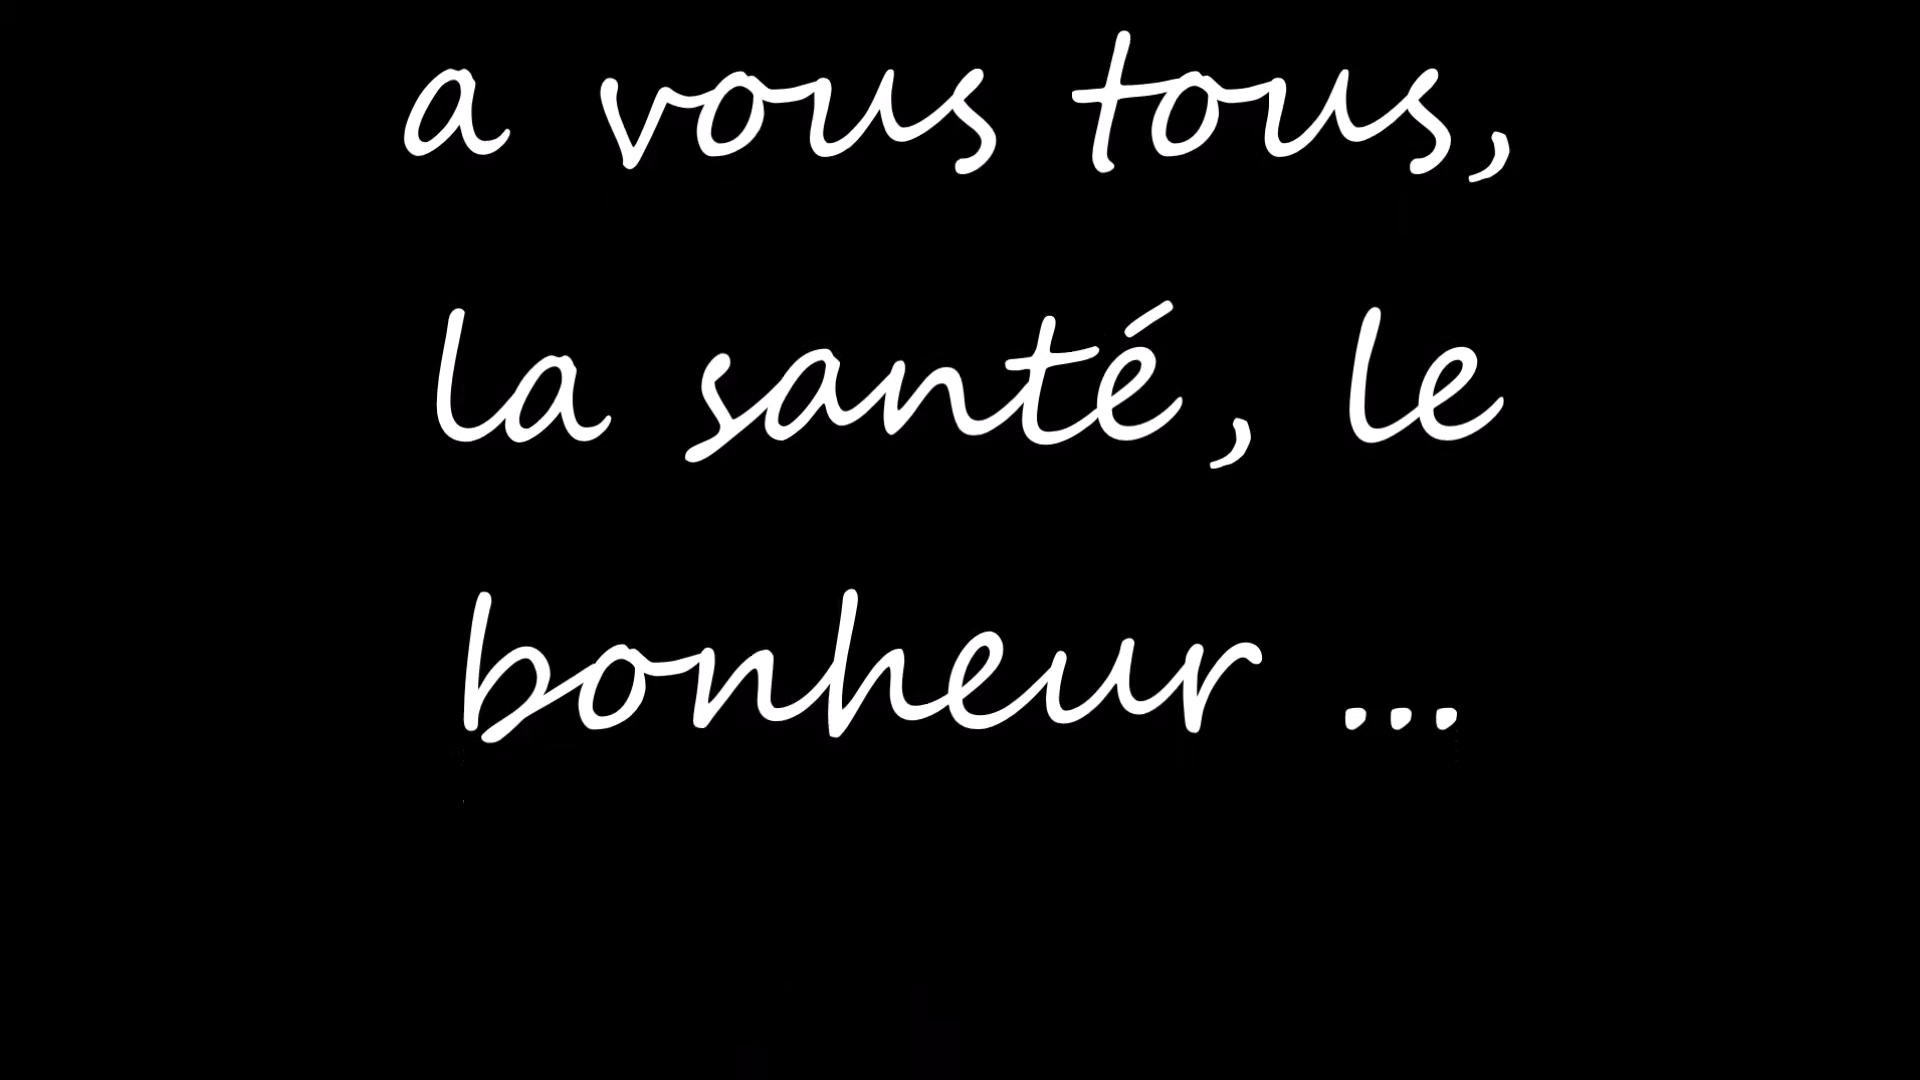 a vous tous,
la santé, le
bonheur ...